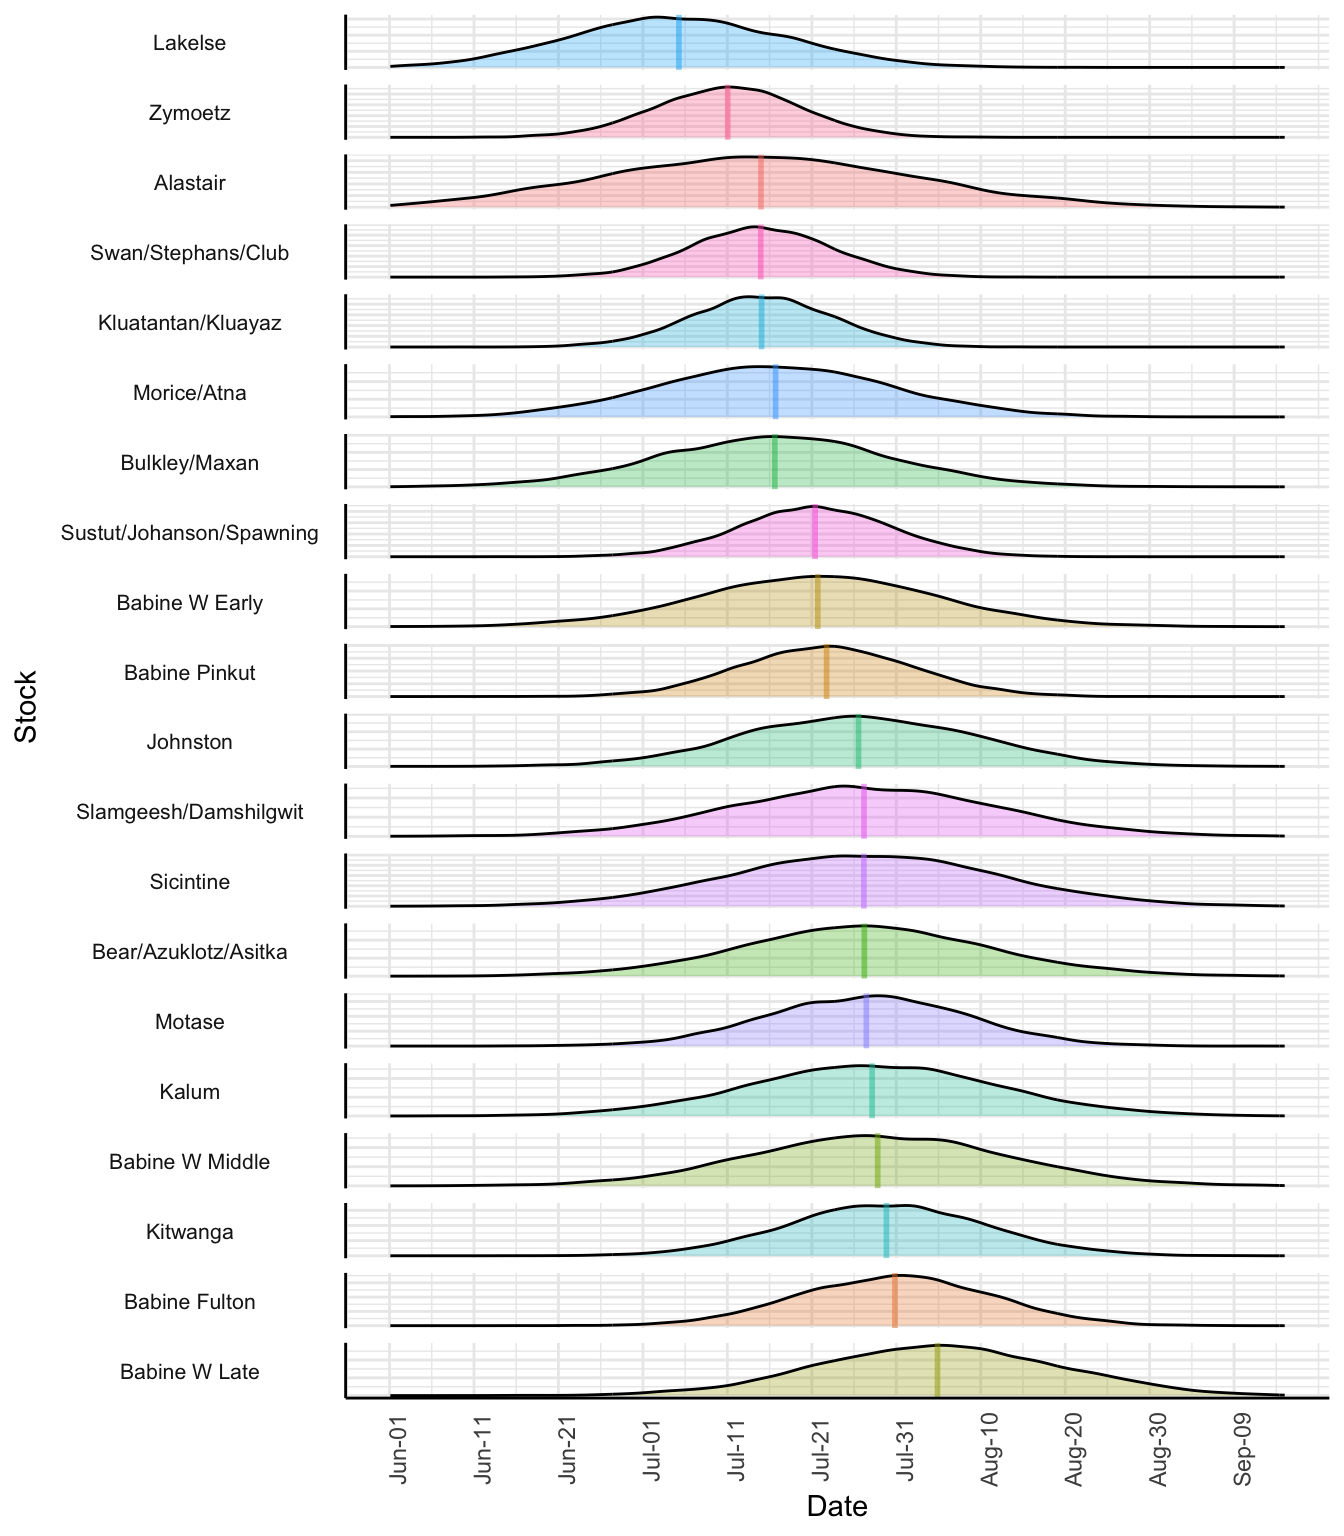 Lakelse
Zymoetz
Alastair
Swan/Stephans/Club
Kluatantan/Kluayaz
Morice/Atna
Bulkley/Maxan
Sustut/Johanson/Spawning
Babine W Early
Babine Pinkut
Johnston
Slamgeesh/Damshilgwit
Sicintine
Bear/Azuklotz/Asitka
Motase
Kalum
Babine W Middle
Kitwanga
Babine Fulton
Babine W Late
Stock
Jun-01
Jun-11
Jun-21
Jul-01
Jul-11
Jul-21
Jul-31
Aug-10
Aug-20
Aug-30
Sep-09
Date